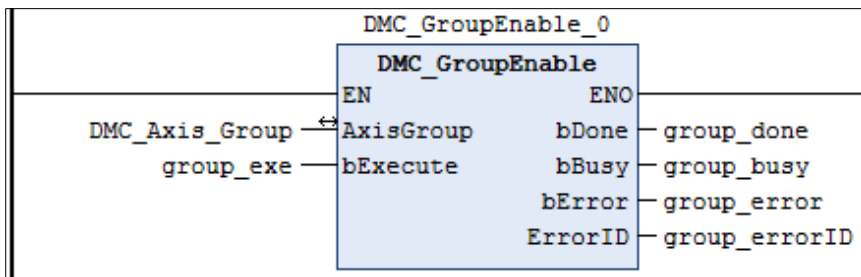 DMC_GroupEnable_0
DMC_GroupEnable
EN ENO
DMC_Axis_Group AxisGroup bDone group_done
group_exe bExecute bBusy group_busy
bError group_error
ErrorID group_errorID